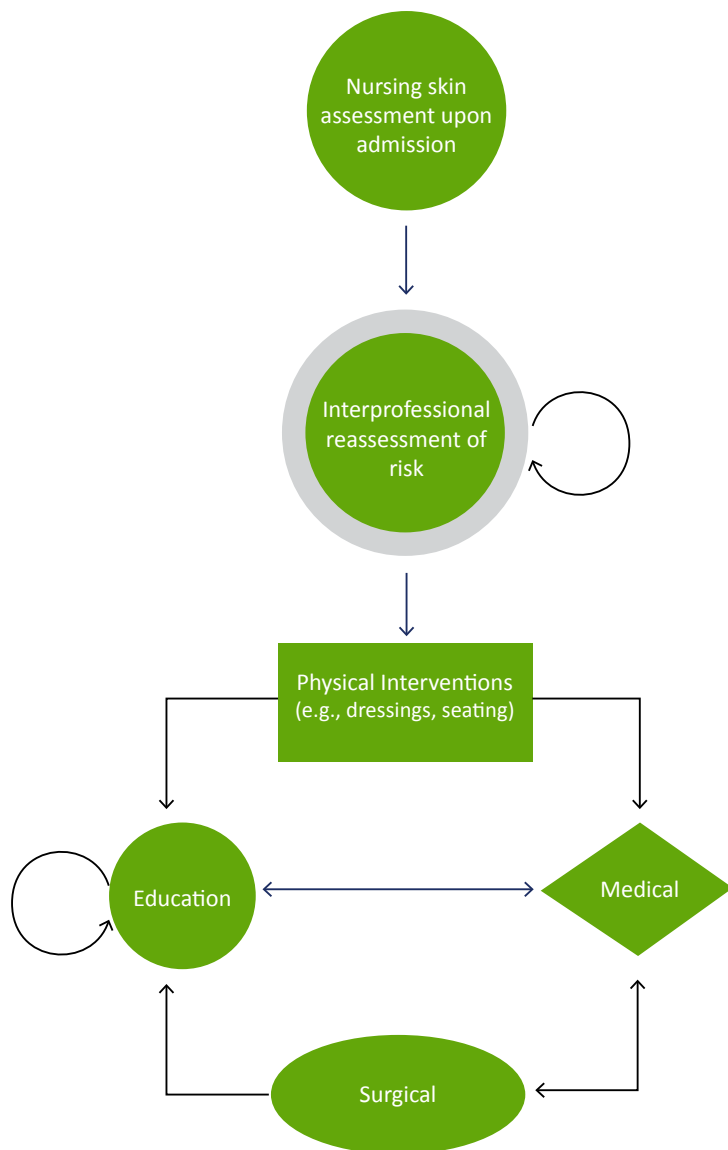 Nursing skin
assessment upon
admission
Interprofessional
reassessment of
risk
Physical Interventions
(e.g., dressings, seating)
Education
Medical
Surgical